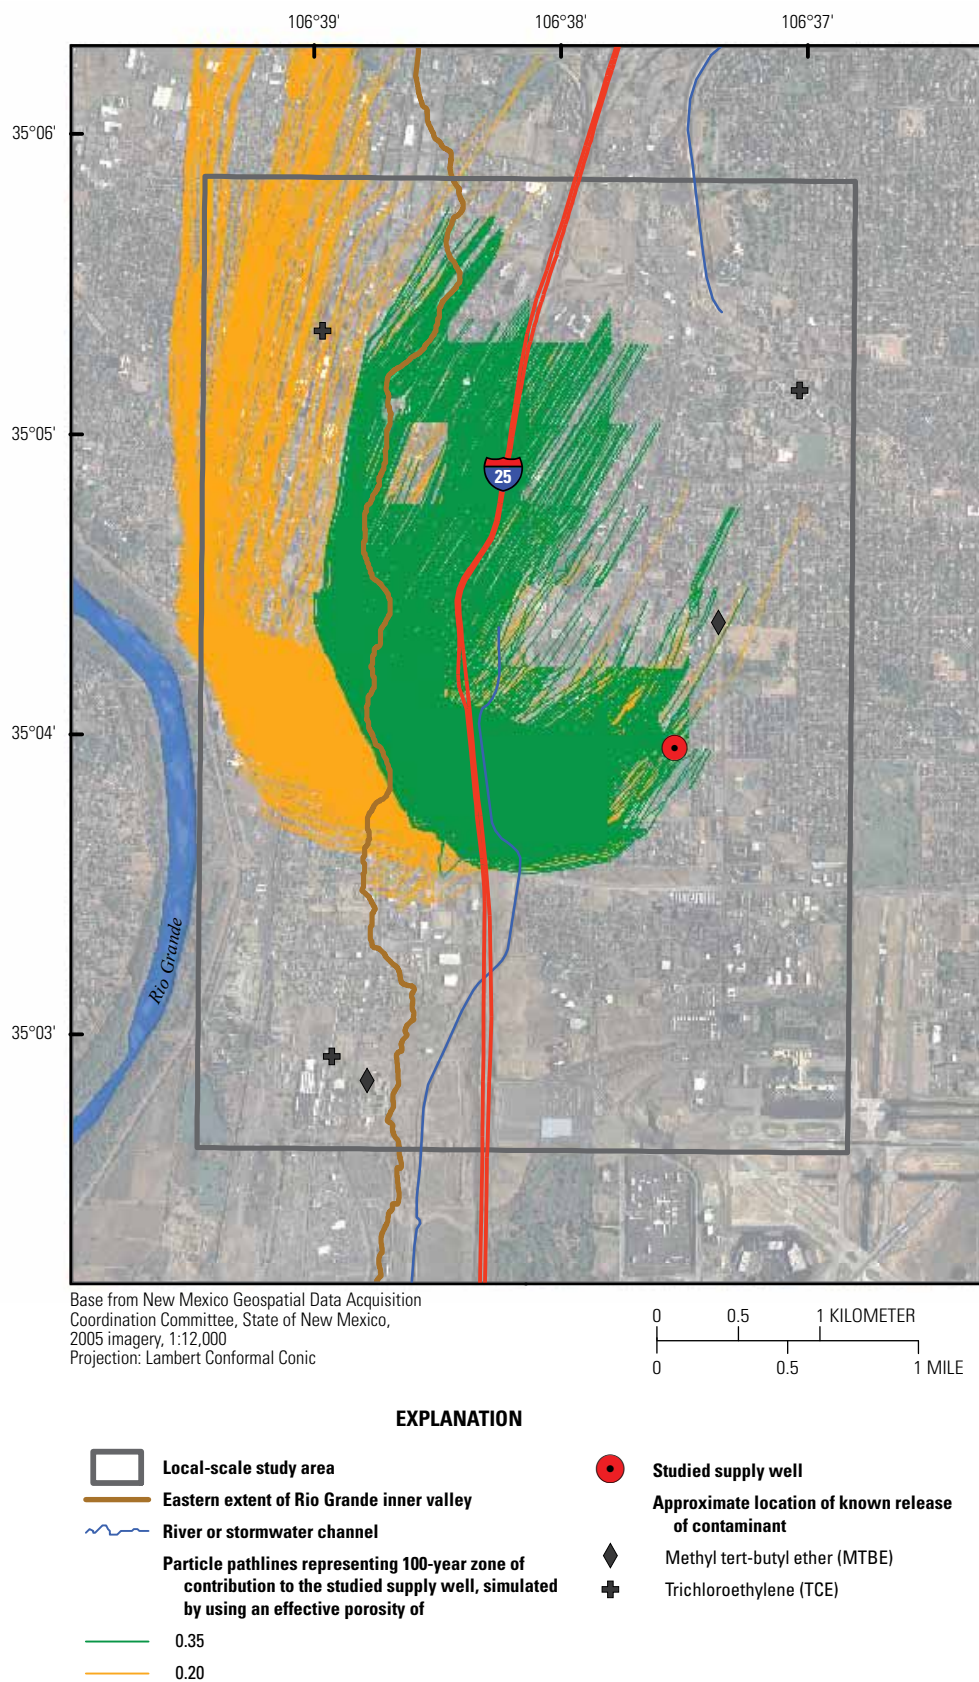 106°39' 106°38' 106°37'
35°06'
35°05'
25
35°04'
Rio Grande
35°03'
Base from New Mexico Geospatial Data Acquisition
Coordination Committee, State of New Mexico,
2005 imagery, 1:12,000
Projection: Lambert Conformal Conic
0 0.5 1 KILOMETER
0 0.5 1 MILE
EXPLANATION
Local-scale study area
Eastern extent of Rio Grande inner valley
River or stormwater channel
Particle pathlines representing 100-year zone of
contribution to the studied supply well, simulated
by using an effective porosity of
0.35
0.20
Studied supply well
Approximate location of known release
of contaminant
Methyl tert-butyl ether (MTBE)
Trichloroethylene (TCE)